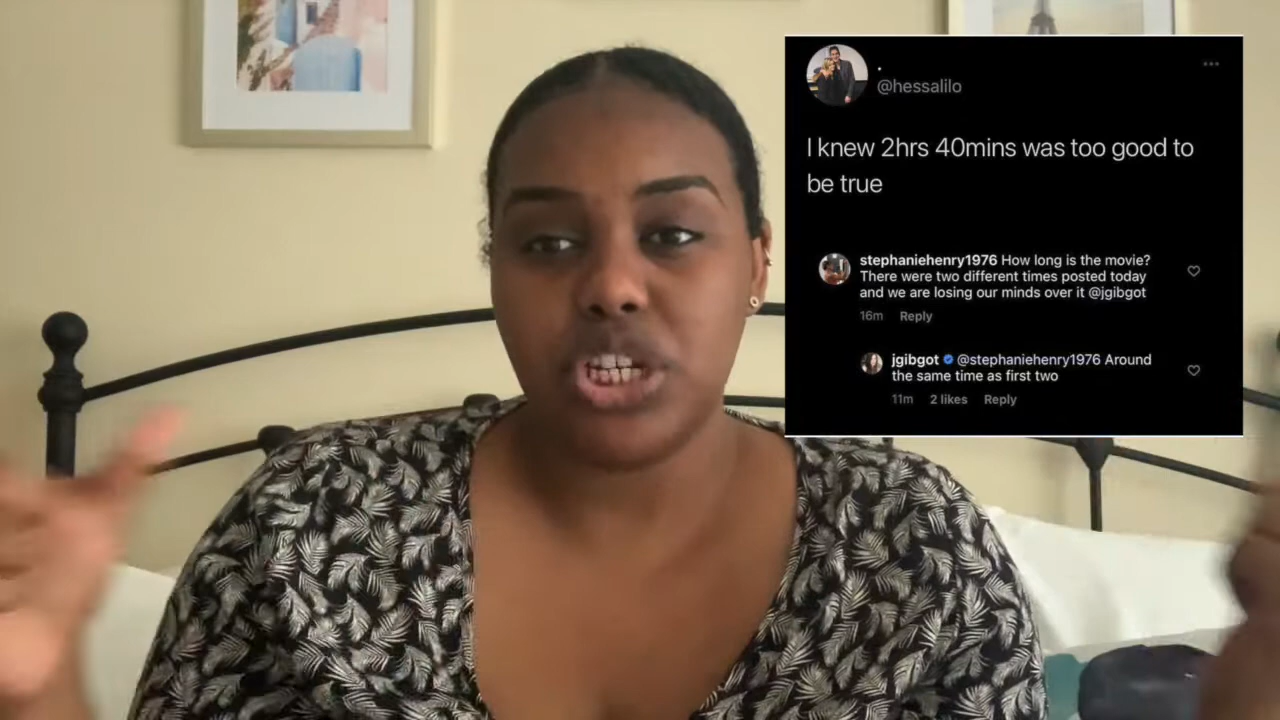 .
@hessalilo
I knew 2hrs 40mins was too good to
be true
stephaniehenry1976 How long is the movie?
There were two different times posted today
and we are losing our minds over it @jgibgot
16m Reply
jgibgot @stephaniehenry1976 Around
the same time as first two
11m 2 likes Reply